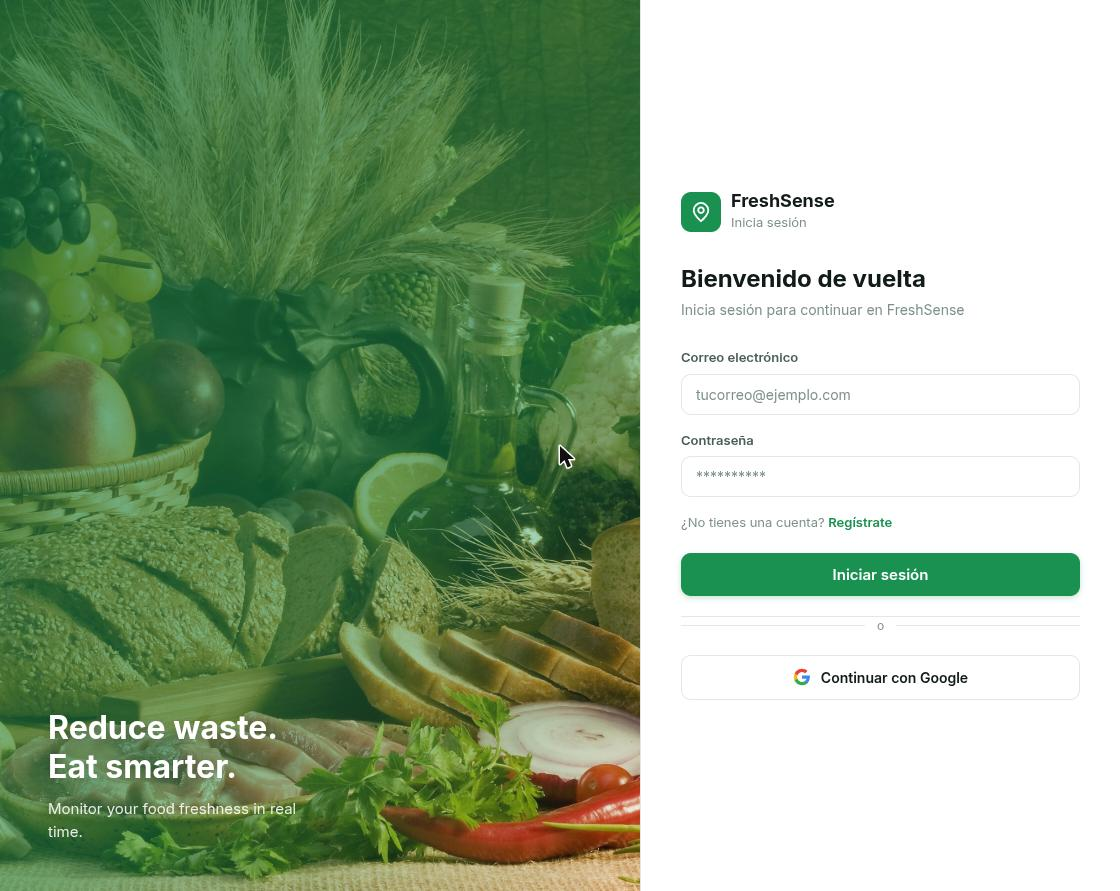 FreshSense
Inicia sesión
Bienvenido de vuelta
Inicia sesión para continuar en FreshSense
Correo electrónico
tucorreo@ejemplo.com
Contraseña
**********
¿No tienes una cuenta? Regístrate
Iniciar sesión
o
Continuar con Google
Reduce waste.
Eat smarter.
Monitor your food freshness in real
time.